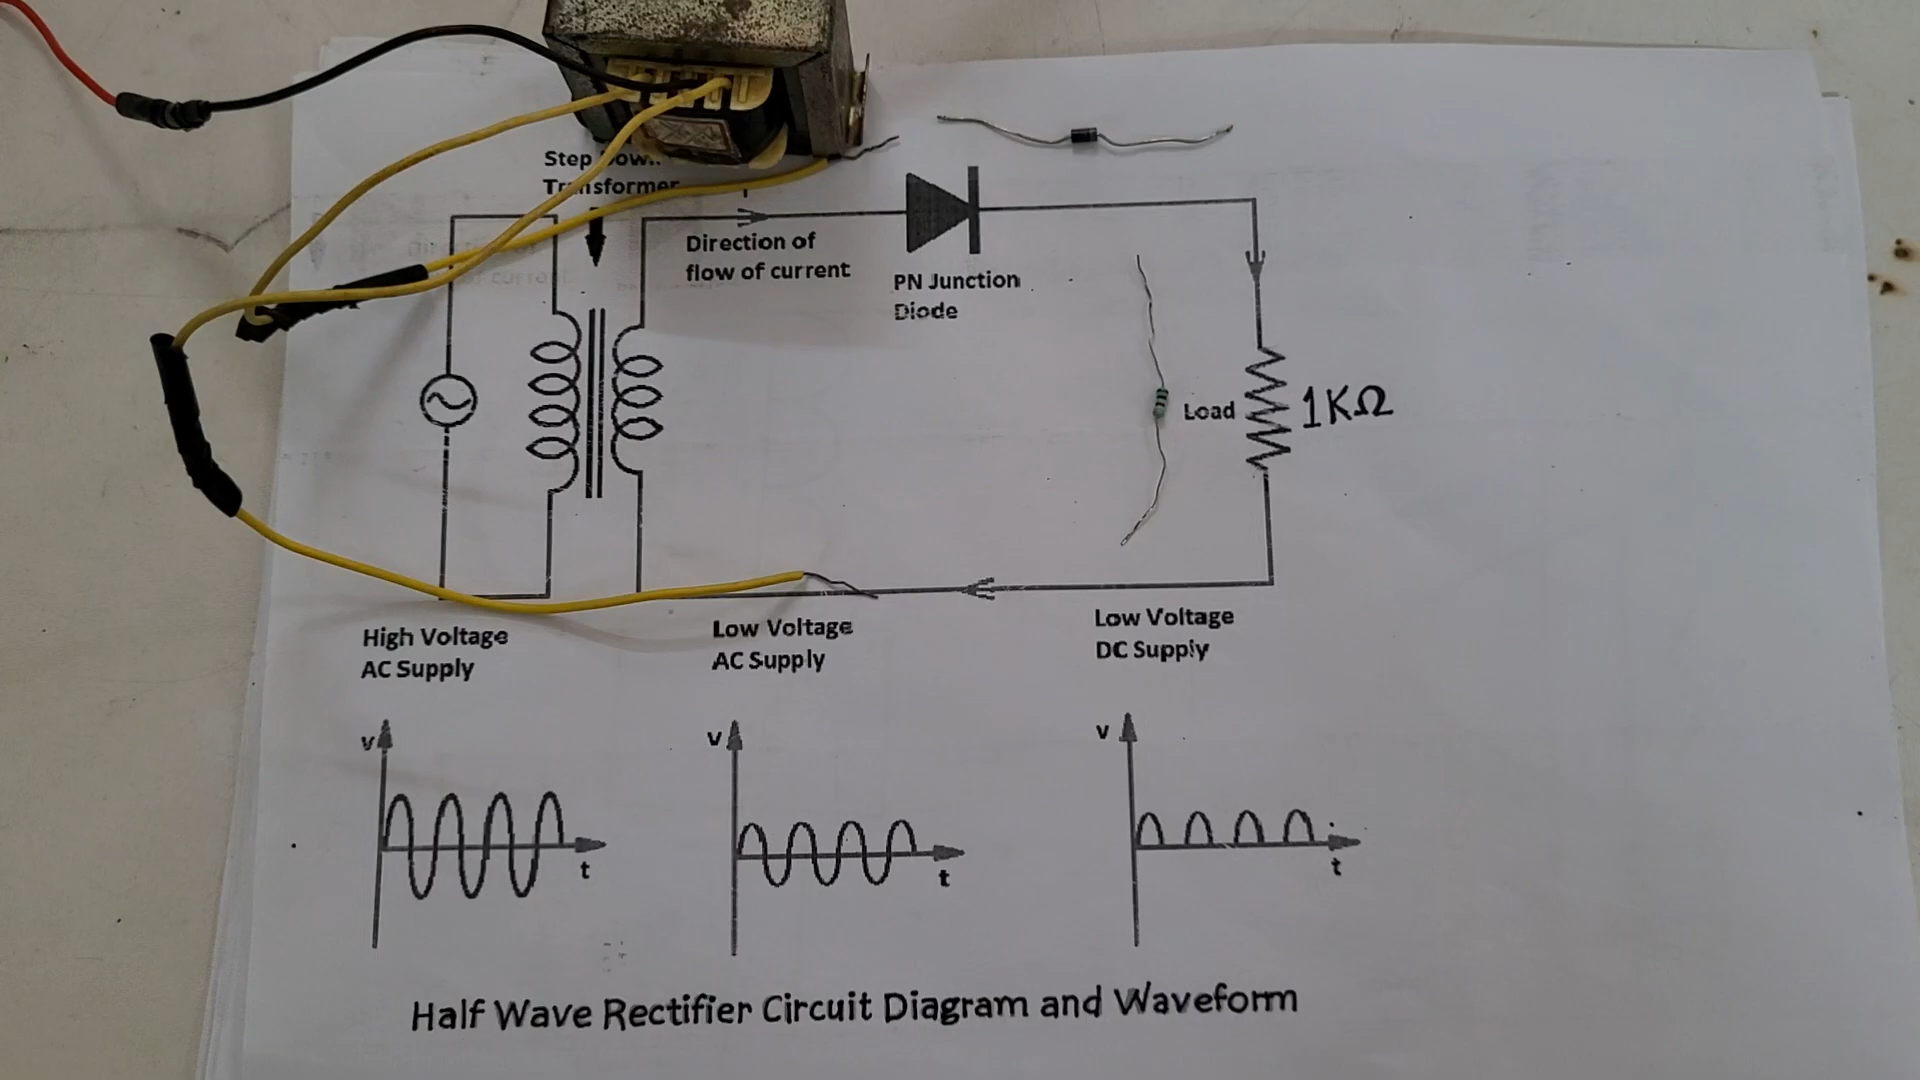 Step Down
Transformer
Direction of
flow of current
PN Junction
Diode
Load
1KΩ
High Voltage
AC Supply
Low Voltage
AC Supply
Low Voltage
DC Supply
V
t
V
t
V
t
Half Wave Rectifier Circuit Diagram and Waveform